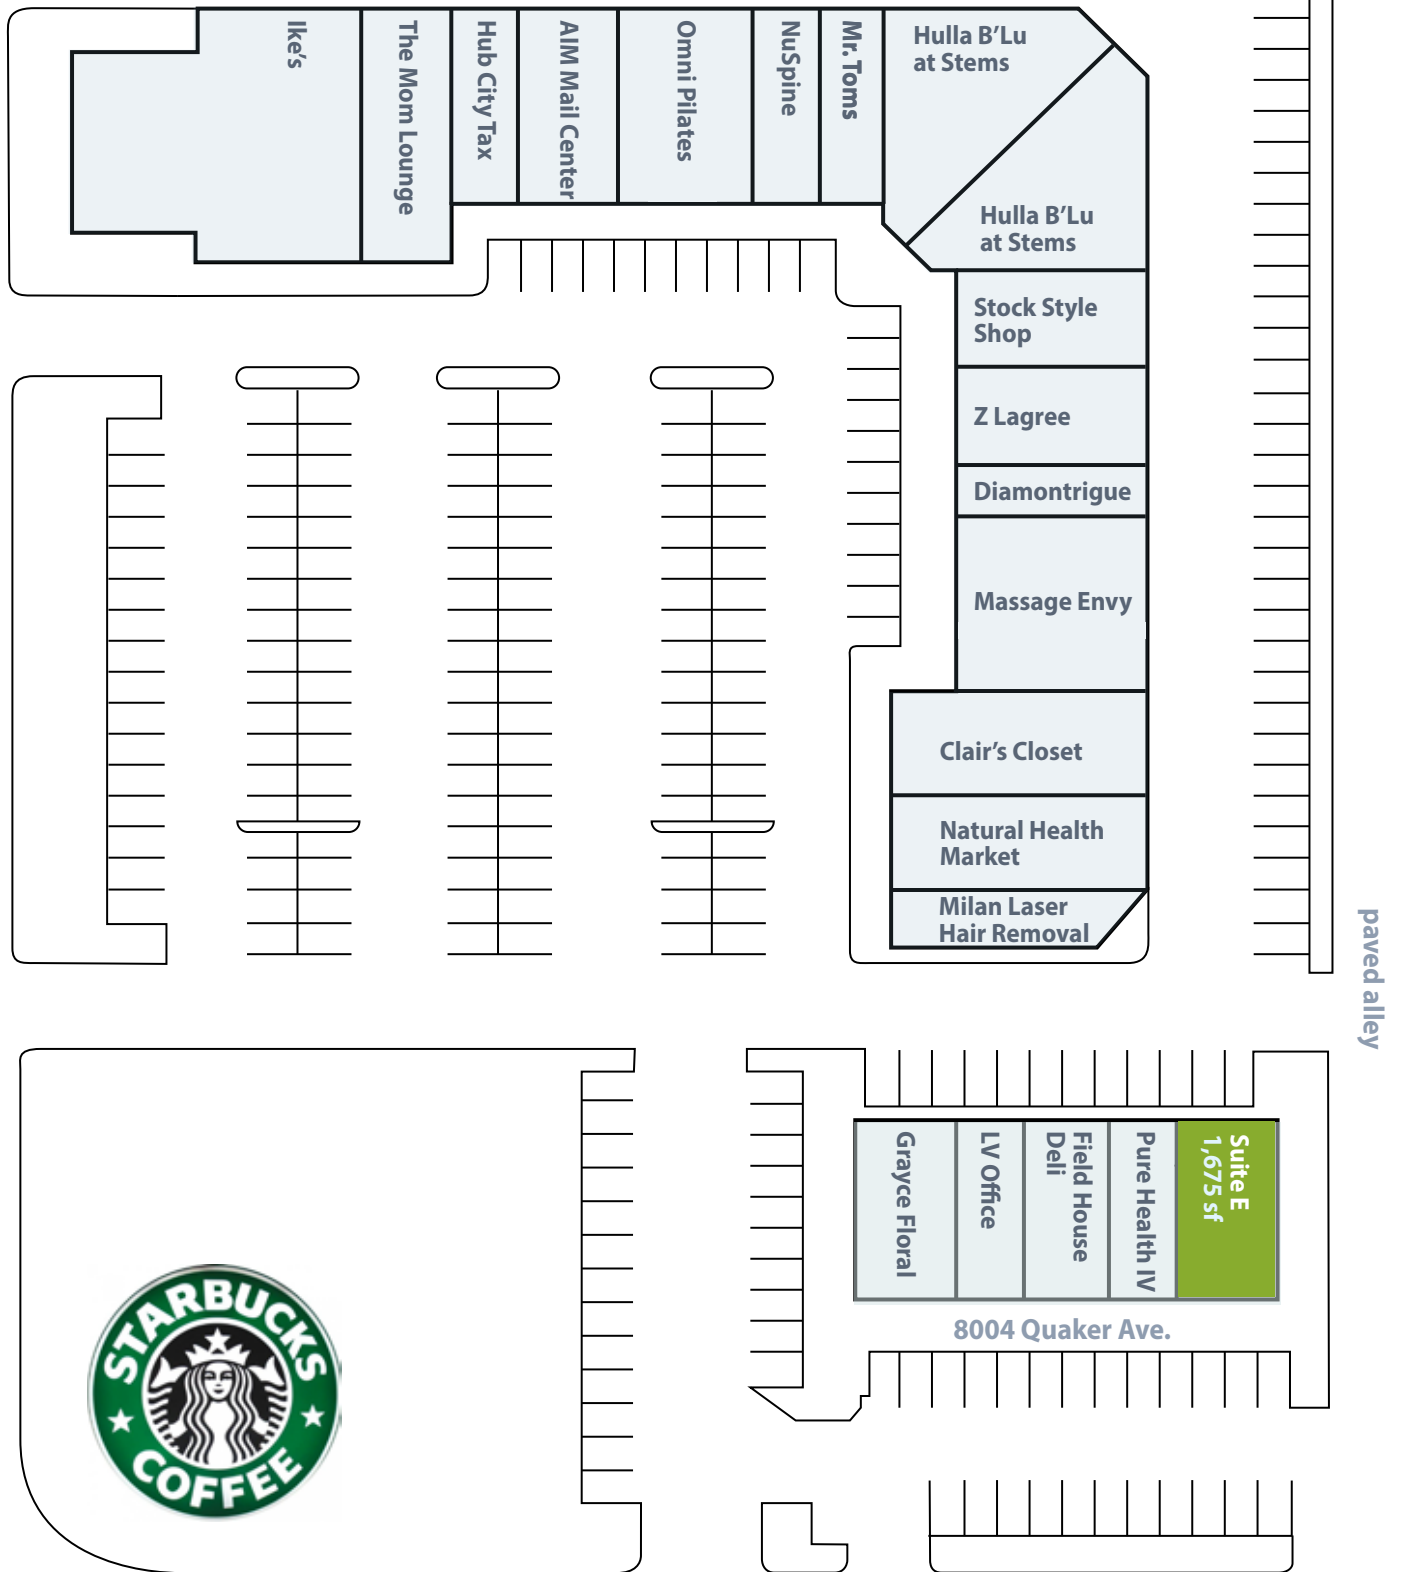 Ike’s
The Mom Lounge
Hub City Tax
AIM Mail Center
Omni Pilates
NuSpine
Mr. Toms
Hulla B’Lu
at Stems
Hulla B’Lu
at Stems
Stock Style
Shop
Z Lagree
Diamontrigue
Massage Envy
Clair’s Closet
Natural Health
Market
Milan Laser
Hair Removal
paved alley
Grayce Floral
LV Office
Field House
Deli
Pure Health IV
Suite E
1,675 sf
8004 Quaker Ave.
STARBUCKS
COFFEE